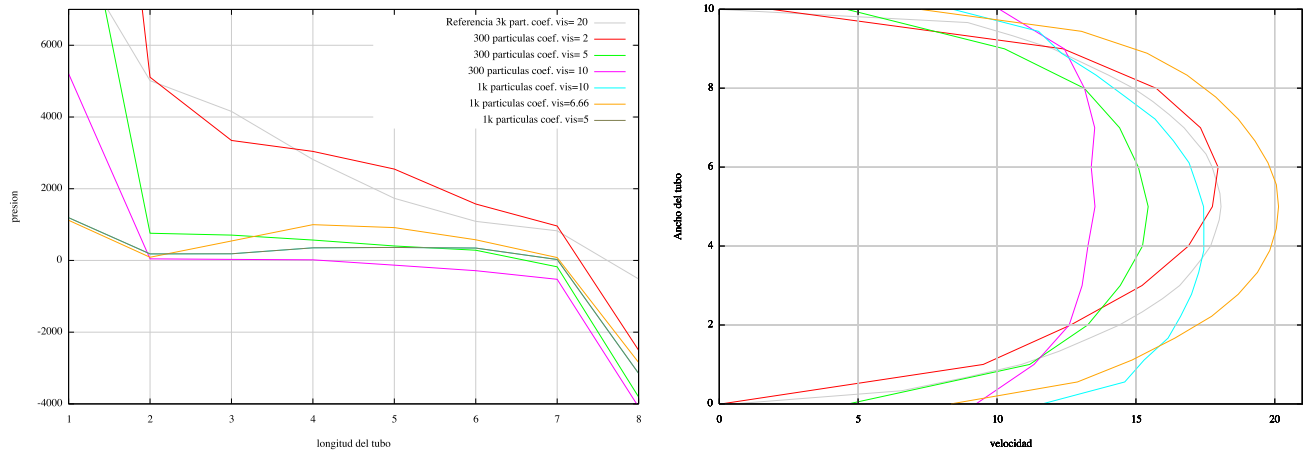 6000
4000
2000
0
-2000
-4000
presion
1 2 3 4 5 6 7 8
longitud del tubo
Referencia 3k part. coef. vis= 20
300 particulas coef. vis= 2
300 particulas coef. vis= 5
300 particulas coef. vis= 10
1k particulas coef. vis=10
1k particulas coef. vis=6.66
1k particulas coef. vis=5
10
8
6
4
2
0
Ancho del tubo
0 5 10 15 20
velocidad